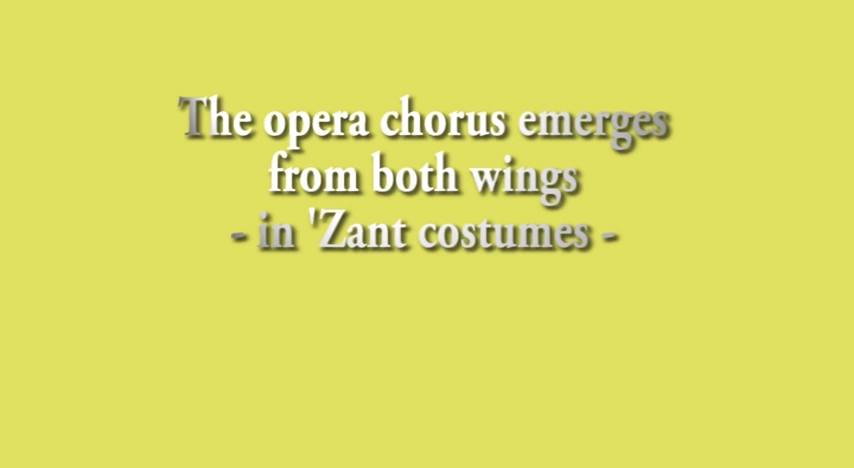 The opera chorus emerges
from both wings
- in 'Zant costumes -